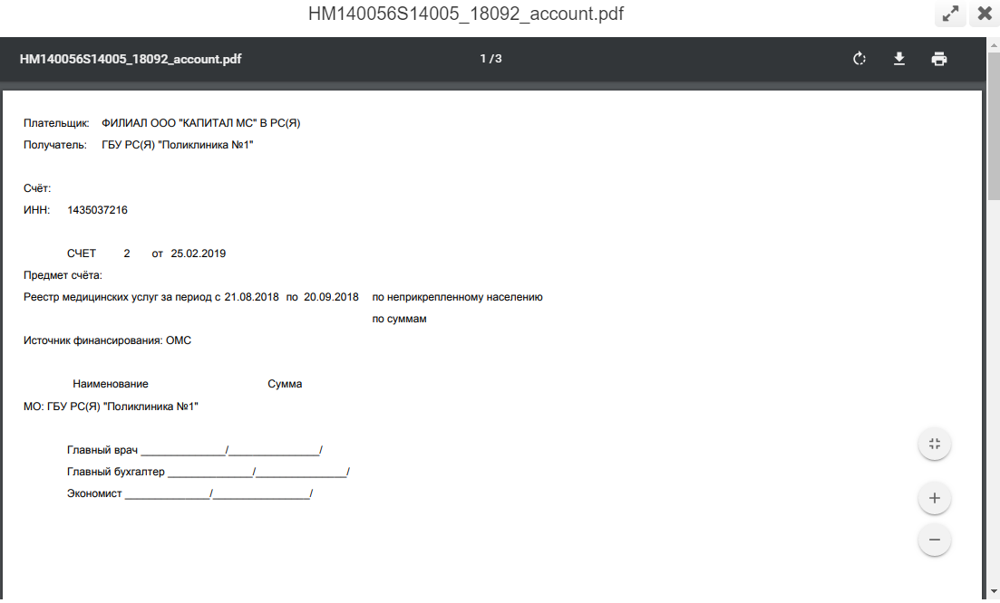 HM140056S14005_18092_account.pdf
HM140056S14005_18092_account.pdf 1 / 3
Плательщик: ФИЛИАЛ ООО "КАПИТАЛ МС" В РС(Я)
Получатель: ГБУ РС(Я) "Поликлиника №1"
Счёт:
ИНН: 1435037216
СЧЕТ 2 от 25.02.2019
Предмет счёта:
Реестр медицинских услуг за период с 21.08.2018 по 20.09.2018 по неприкрепленному населению
по суммам
Источник финансирования: ОМС
Наименование Сумма
МО: ГБУ РС(Я) "Поликлиника №1"
Главный врач ______________/_______________/
Главный бухгалтер ______________/_______________/
Экономист ______________/________________/